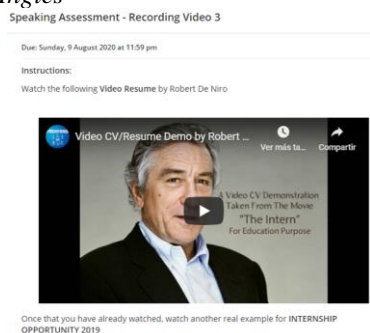 Speaking Assessment - Recording Video 3
Due: Sunday, 9 August 2020 at 11:59 pm
Instructions:
Watch the following Video Resume by Robert De Niro
Video CV/Resume Demo by Robert ...
Ver más ta...
Compartir
A Video CV Demonstration
Taken From The Movie
"The Intern"
For Education Purpose
Once that you have already watched, watch another real example for INTERNSHIP
OPPORTUNITY 2019